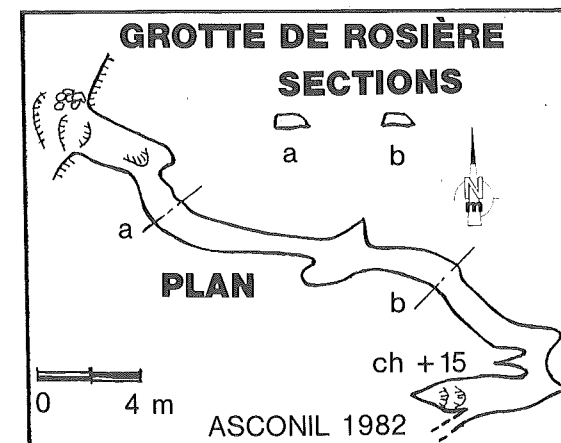 GROTTE DE ROSIÈRE
SECTIONS
a b
N
m
a
PLAN
b
ch + 15
0 4 m
ASCONIL 1982